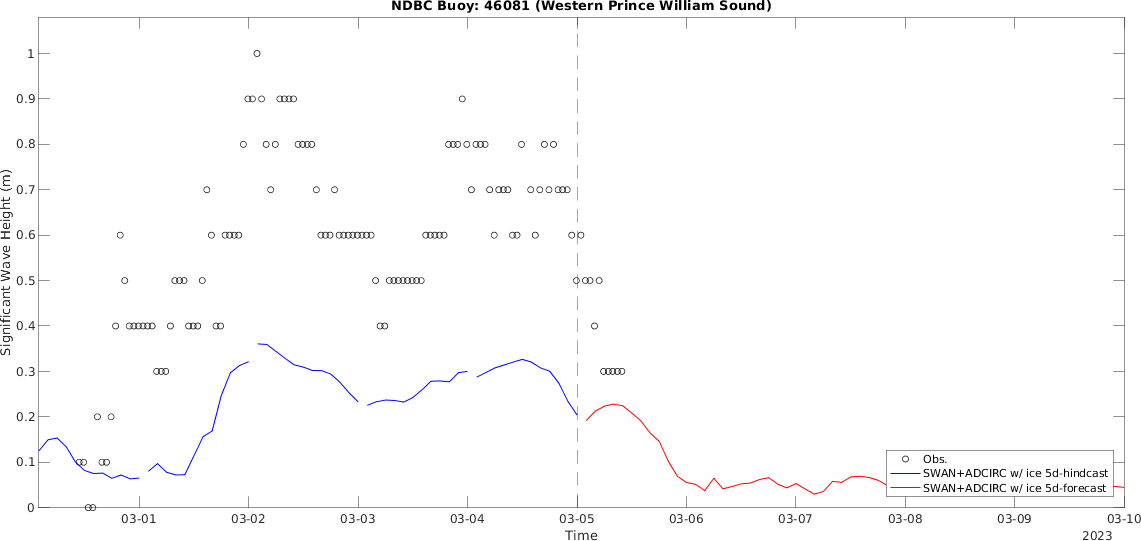 NDBC Buoy: 46081 (Western Prince William Sound)
Significant Wave Height (m)
1
0.9
0.8
0.7
0.6
0.5
0.4
0.3
0.2
0.1
0
Obs.
SWAN+ADCIRC w/ ice 5d-hindcast
SWAN+ADCIRC w/ ice 5d-forecast
03-01 03-02 03-03 03-04 03-05 03-06 03-07 03-08 03-09 03-10
Time
2023